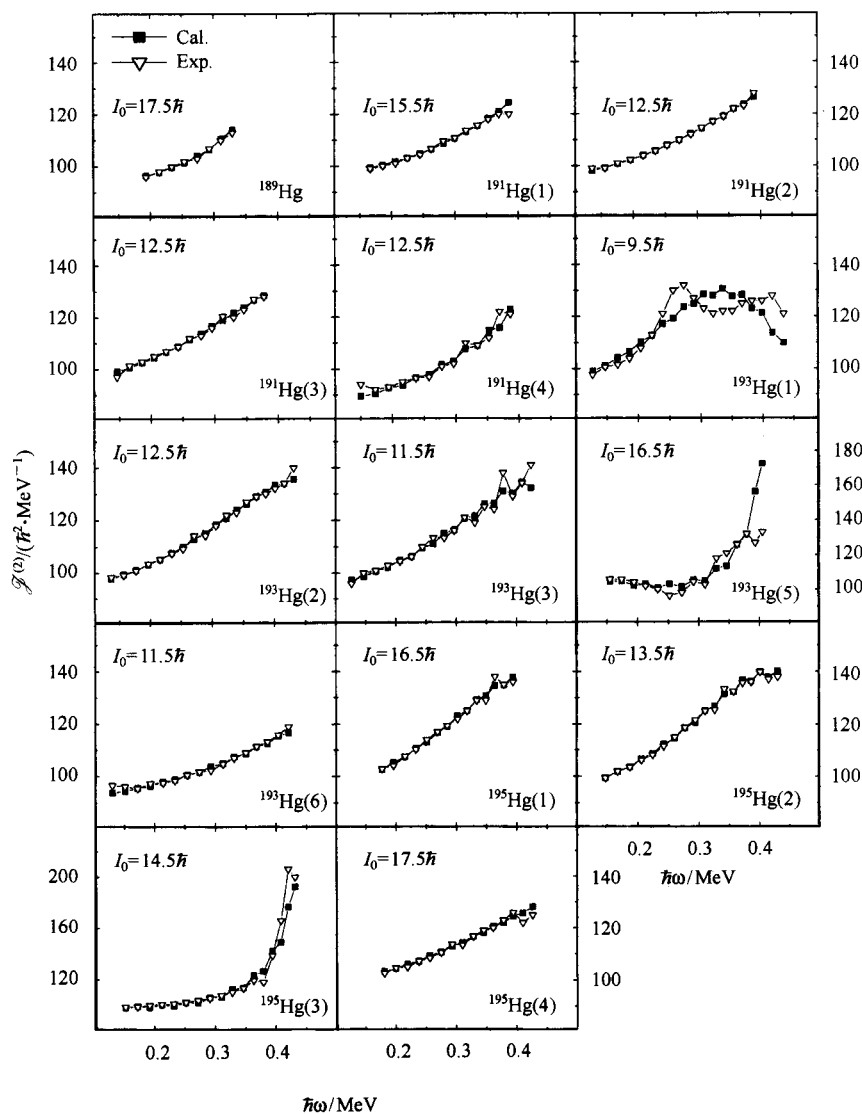 Cal.
Exp.
I₀=17.5ℏ
¹⁸⁹Hg
I₀=15.5ℏ
¹⁹¹Hg(1)
I₀=12.5ℏ
¹⁹¹Hg(2)
140
120
100
140
120
100
I₀=12.5ℏ
¹⁹¹Hg(3)
I₀=12.5ℏ
¹⁹¹Hg(4)
I₀=9.5ℏ
¹⁹³Hg(1)
140
120
100
140
120
100
I₀=12.5ℏ
¹⁹³Hg(2)
I₀=11.5ℏ
¹⁹³Hg(3)
I₀=16.5ℏ
¹⁹³Hg(5)
140
120
100
180
160
140
120
100
I₀=11.5ℏ
¹⁹³Hg(6)
I₀=16.5ℏ
¹⁹⁵Hg(1)
I₀=13.5ℏ
¹⁹⁵Hg(2)
140
120
100
140
120
100
I₀=14.5ℏ
¹⁹⁵Hg(3)
I₀=17.5ℏ
¹⁹⁵Hg(4)
200
160
120
140
120
100
0.2 0.3 0.4
ℏω/MeV
0.2 0.3 0.4 0.2 0.3 0.4
ℏω/MeV
𝒥⁽²⁾/(ℏ²·MeV⁻¹)